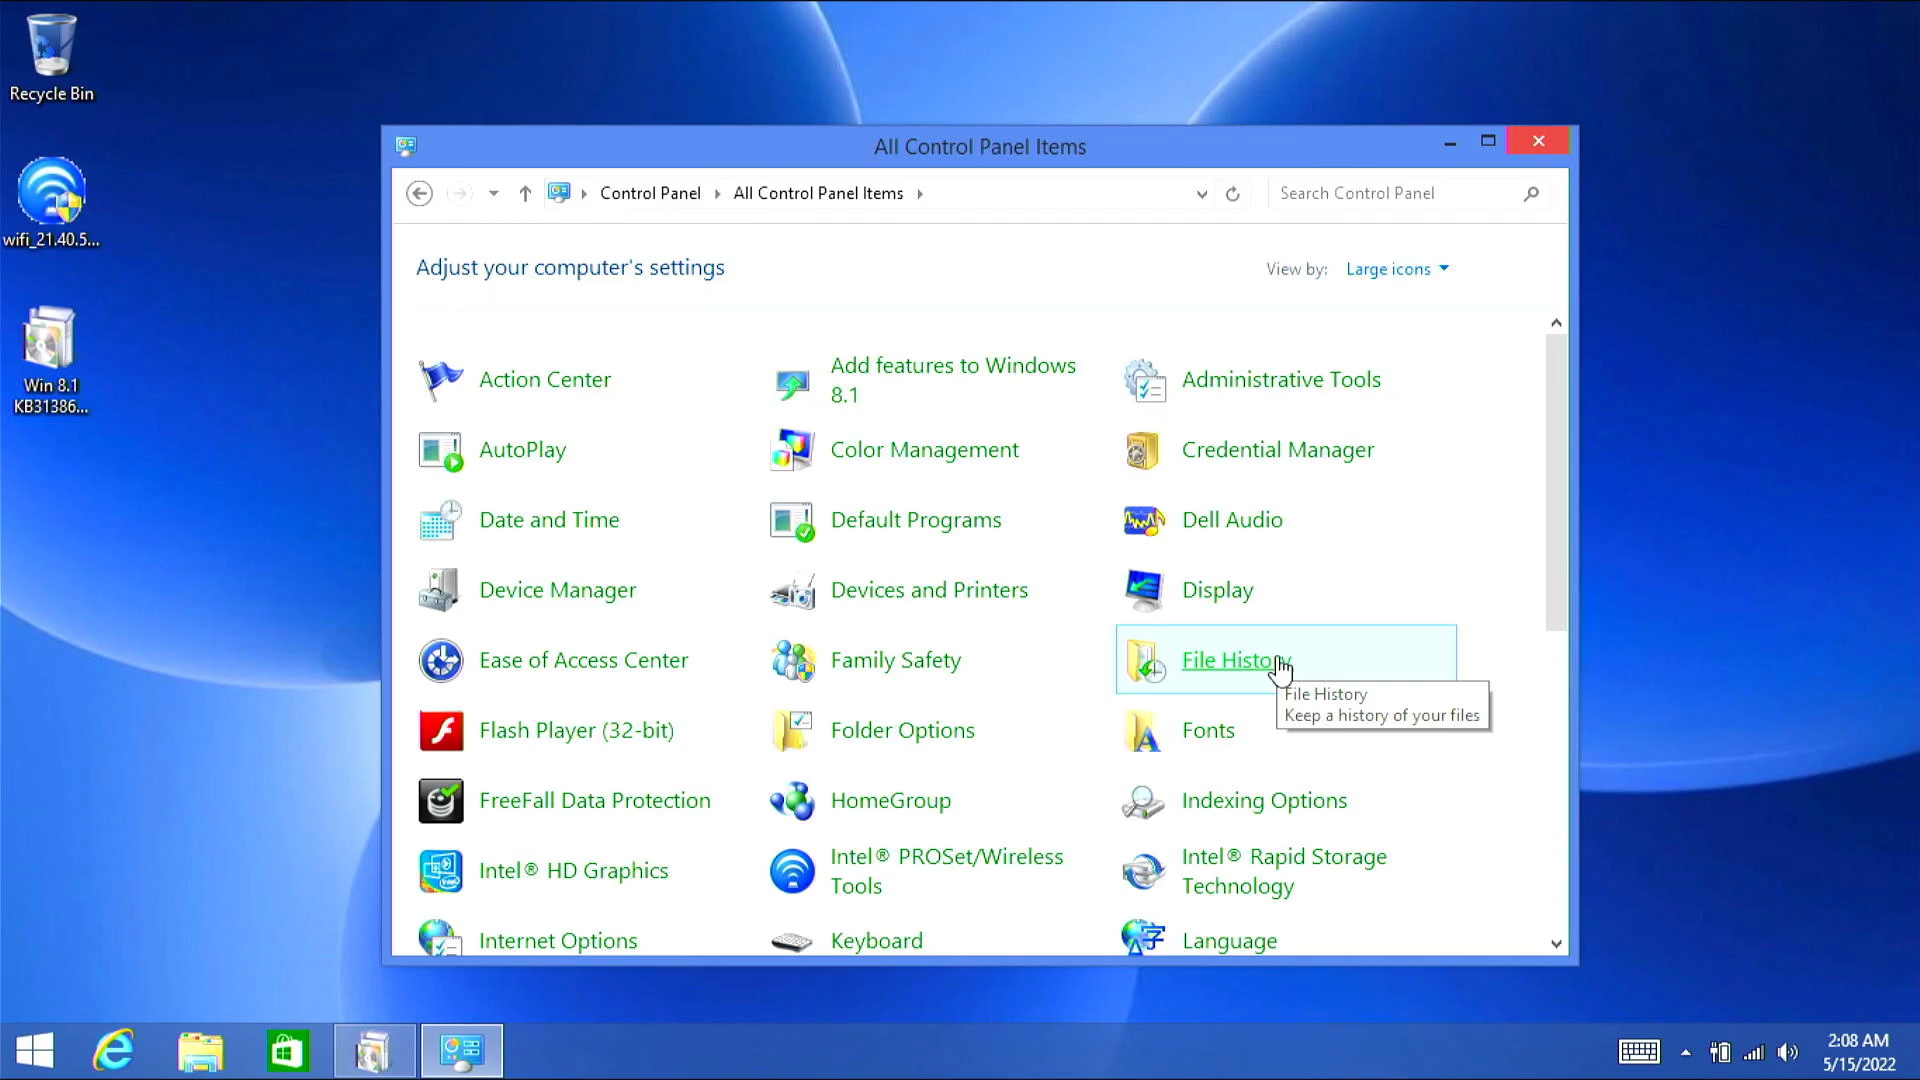 Recycle Bin
wifi_21.40.5...
Win 8.1
KB31386...
All Control Panel Items
Control Panel
All Control Panel Items
Search Control Panel
Adjust your computer's settings
View by: Large icons
Action Center
Add features to Windows
8.1
Administrative Tools
AutoPlay
Color Management
Credential Manager
Date and Time
Default Programs
Dell Audio
Device Manager
Devices and Printers
Display
Ease of Access Center
Family Safety
File History
File History
Keep a history of your files
Flash Player (32-bit)
Folder Options
Fonts
FreeFall Data Protection
HomeGroup
Indexing Options
Intel® HD Graphics
Intel® PROSet/Wireless
Tools
Intel® Rapid Storage
Technology
Internet Options
Keyboard
Language
2:08 AM
5/15/2022